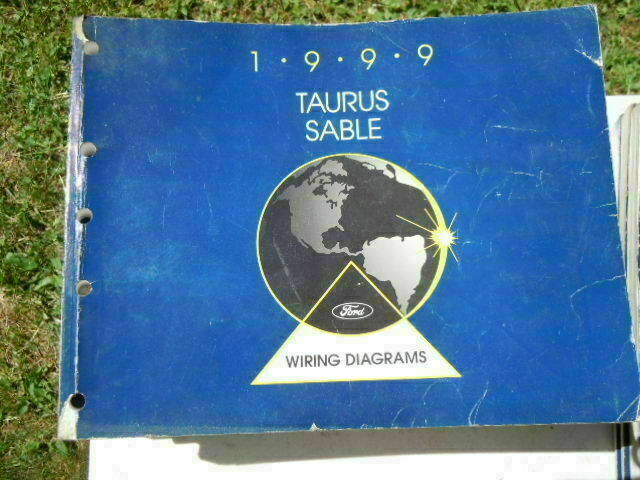 1 · 9 · 9 · 9
TAURUS
SABLE
Ford
WIRING DIAGRAMS